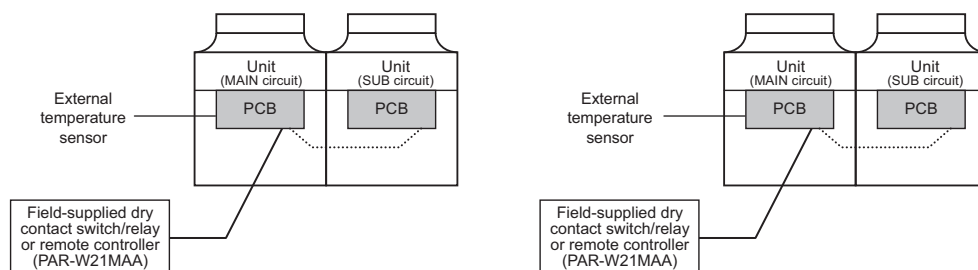 Unit
(MAIN circuit)
Unit
(SUB circuit)
PCB
PCB
External
temperature
sensor
Field-supplied dry
contact switch/relay
or remote controller
(PAR-W21MAA)
Unit
(MAIN circuit)
Unit
(SUB circuit)
PCB
PCB
External
temperature
sensor
Field-supplied dry
contact switch/relay
or remote controller
(PAR-W21MAA)